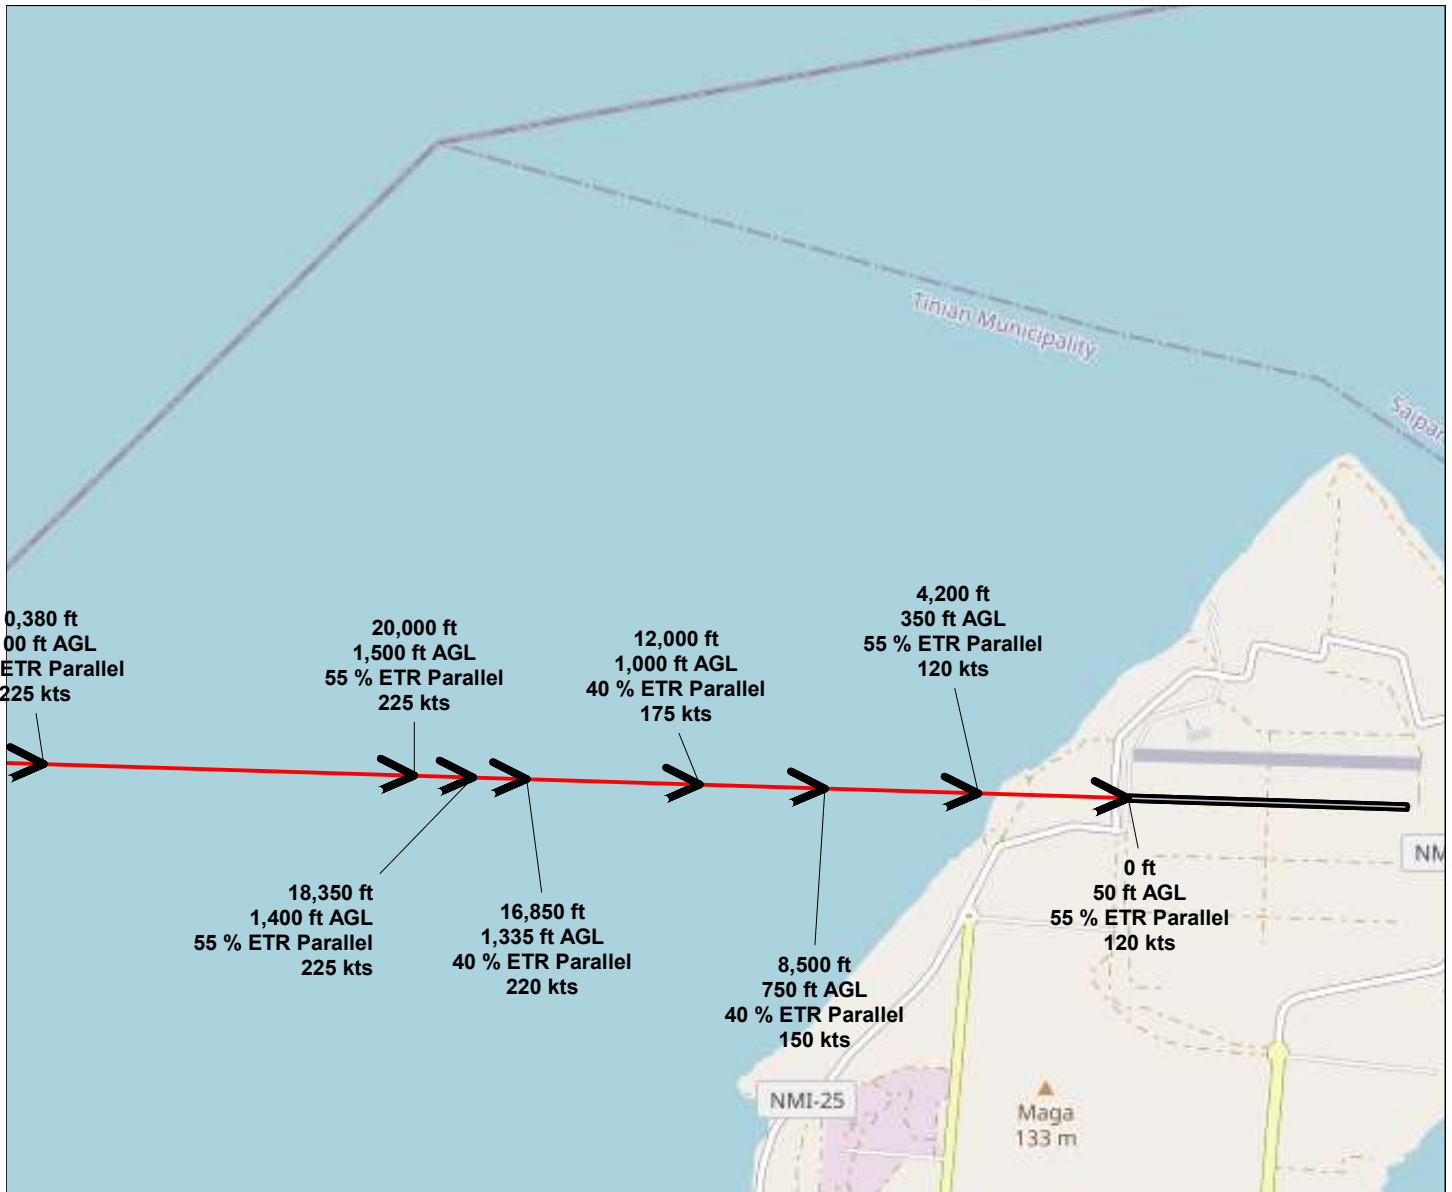 Tinian Municipality
0,380 ft
00 ft AGL
ETR Parallel
225 kts
20,000 ft
1,500 ft AGL
55 % ETR Parallel
225 kts
12,000 ft
1,000 ft AGL
40 % ETR Parallel
175 kts
4,200 ft
350 ft AGL
55 % ETR Parallel
120 kts
18,350 ft
1,400 ft AGL
55 % ETR Parallel
225 kts
16,850 ft
1,335 ft AGL
40 % ETR Parallel
220 kts
8,500 ft
750 ft AGL
40 % ETR Parallel
150 kts
0 ft
50 ft AGL
55 % ETR Parallel
120 kts
NM
NMI-25
Maga
133 m